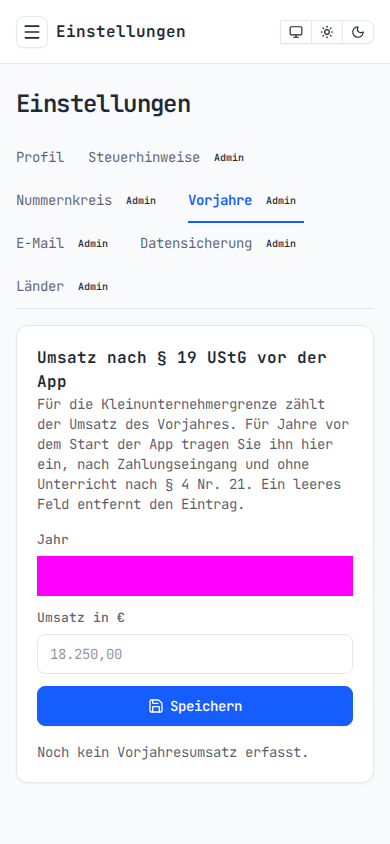 Einstellungen
Einstellungen
Profil Steuerhinweise Admin
Nummernkreis Admin Vorjahre Admin
E-Mail Admin Datensicherung Admin
Länder Admin
Umsatz nach § 19 UStG vor der
App
Für die Kleinunternehmergrenze zählt
der Umsatz des Vorjahres. Für Jahre vor
dem Start der App tragen Sie ihn hier
ein, nach Zahlungseingang und ohne
Unterricht nach § 4 Nr. 21. Ein leeres
Feld entfernt den Eintrag.
Jahr
Umsatz in €
18.250,00
Speichern
Noch kein Vorjahresumsatz erfasst.